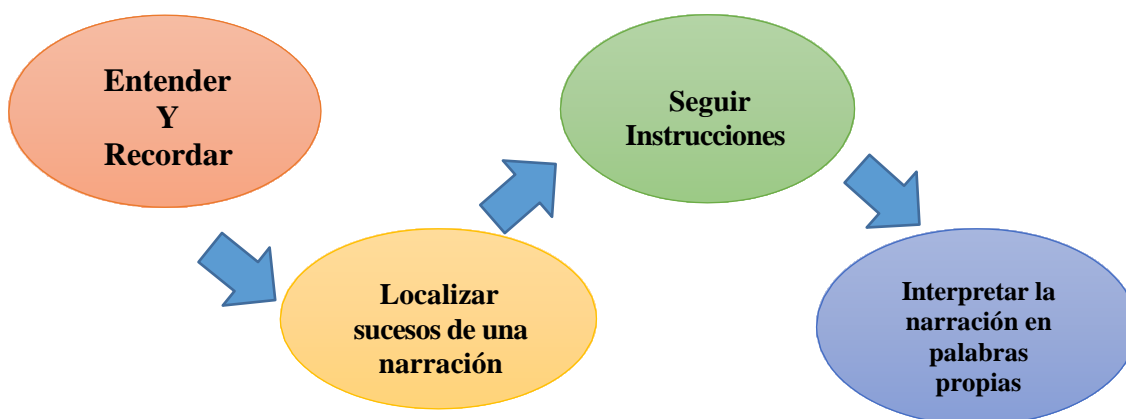 Entender
Y
Recordar
Localizar
sucesos de una
narración
Seguir
Instrucciones
Interpretar la
narración en
palabras
propias